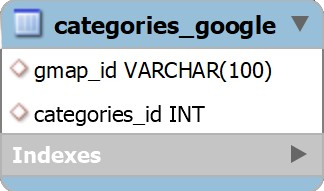 categories_google
gmap_id VARCHAR(100)
categories_id INT
Indexes